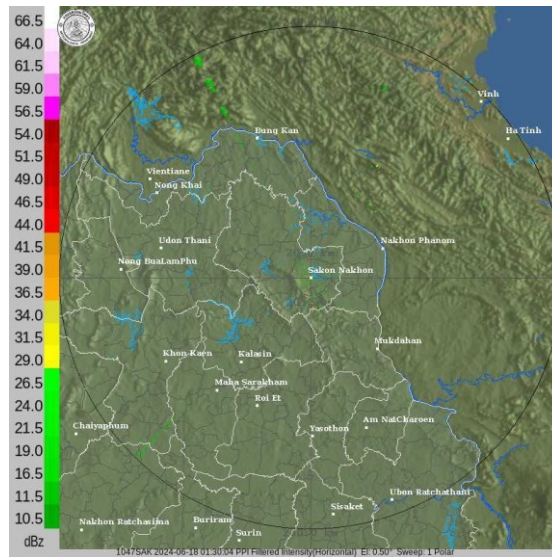 66.5
64.0
61.5
59.0
56.5
54.0
51.5
49.0
46.5
44.0
41.5
39.0
36.5
34.0
31.5
29.0
26.5
24.0
21.5
19.0
16.5
14.0
11.5
10.5
dBz
Vinh
Ha Tinh
Bung Kan
Vientiane
Nong Khai
Udon Thani
Nakhon Phanom
Nang BuaLamPhu
Sakon Nakhon
Mukdahan
Khon Kaen
Kalasin
Maha Sarakham
Roi Et
Chaiyaphum
Yasothon
Am NatCharoen
Ubon Ratchathani
Sisaket
Nakhon Ratchasima
Buriram
Surin
1047SAK 2024-06-18 01:30:04 PPI Filtered Intensity(Horizontal) El: 0.50° Sweep: 1 Polar